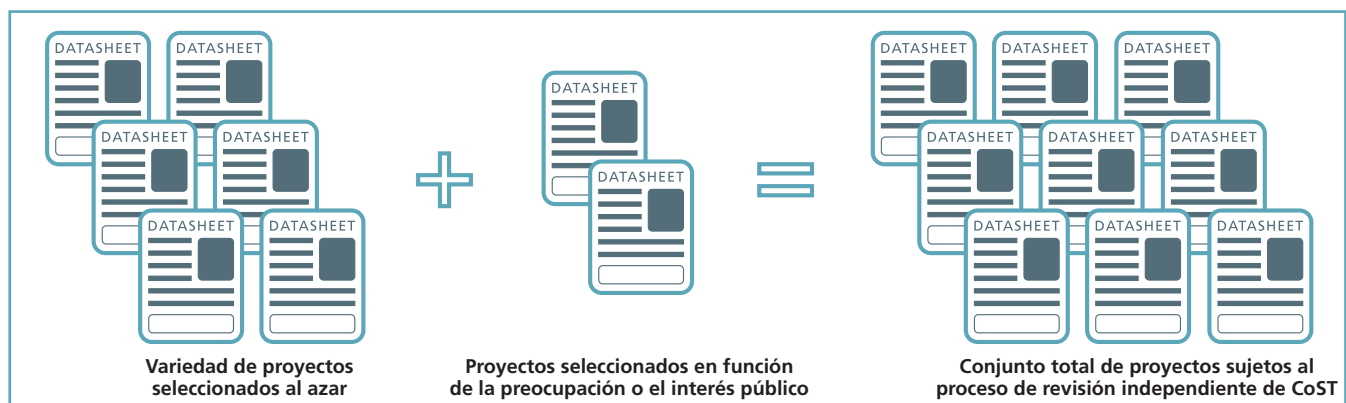 DATASHEET
DATASHEET
DATASHEET
DATASHEET
DATASHEET
DATASHEET
Variedad de proyectos
seleccionados al azar
DATASHEET
DATASHEET
Proyectos seleccionados en función
de la preocupación o el interés público
DATASHEET
DATASHEET
DATASHEET
DATASHEET
DATASHEET
DATASHEET
DATASHEET
DATASHEET
DATASHEET
Conjunto total de proyectos sujetos al
proceso de revisión independiente de CoST